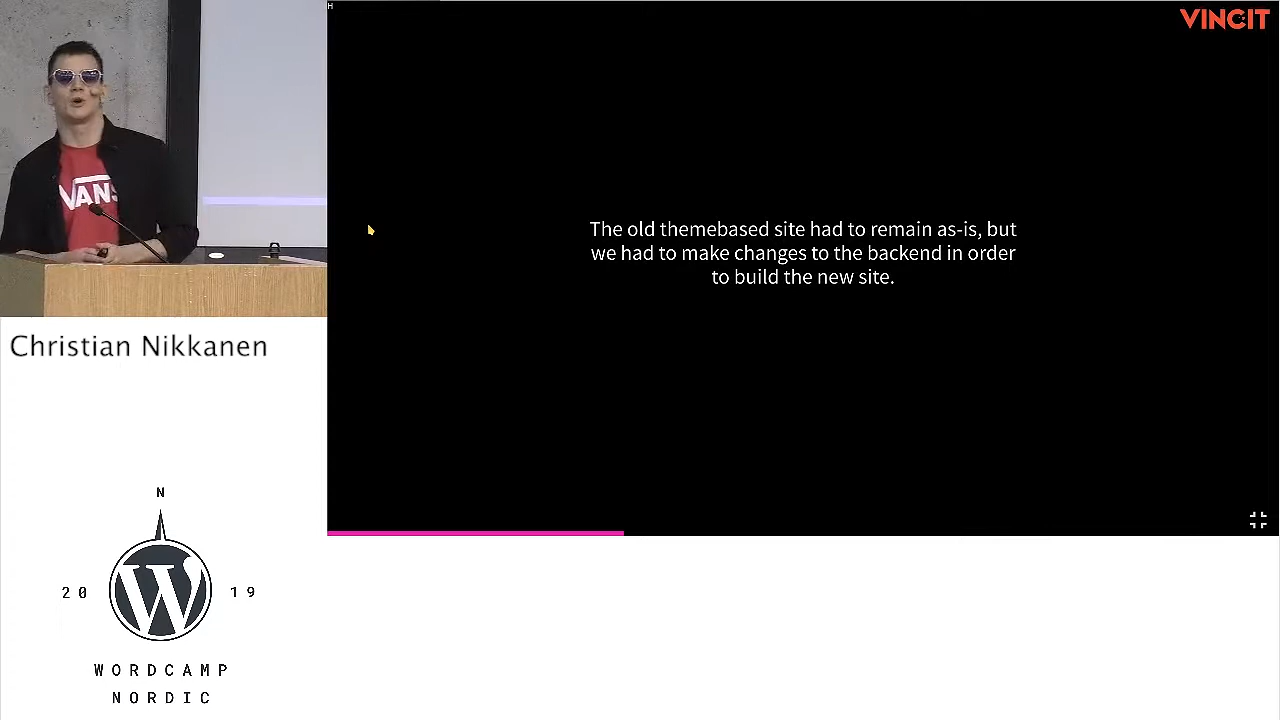 H
VINCIT
VANS
The old themebased site had to remain as-is, but
we had to make changes to the backend in order
to build the new site.
Christian Nikkanen
N
20 19
W
WORDCAMP
NORDIC